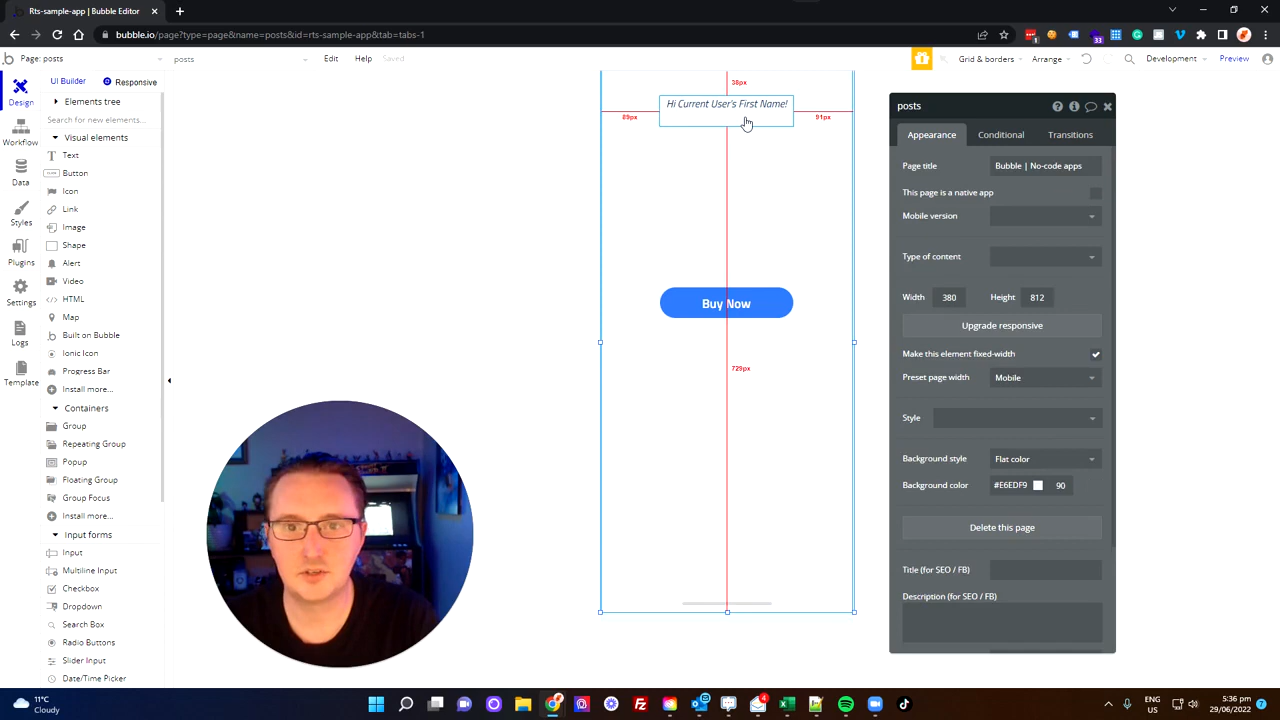 Rts-sample-app | Bubble Editor
bubble.io/page?type=page&name=posts&id=rts-sample-app&tab=tabs-1
33
Page: posts
posts
Edit
Help
Saved
Grid & borders
Arrange
Development
Preview
Design
Workflow
Data
Styles
Plugins
Settings
Logs
Template
UI Builder
Responsive
Elements tree
Search for new elements...
Visual elements
Text
Button
Icon
Link
Image
Shape
Alert
Video
HTML
Map
Built on Bubble
Ionic Icon
Progress Bar
Install more...
Containers
Group
Repeating Group
Popup
Floating Group
Group Focus
Install more...
Input forms
Input
Multiline Input
Checkbox
Dropdown
Search Box
Radio Buttons
Slider Input
Date/Time Picker
38px
Hi Current User's First Name!
89px
91px
Buy Now
729px
posts
Appearance
Conditional
Transitions
Page title
Bubble | No-code apps
This page is a native app
Mobile version
Type of content
Width
380
Height
812
Upgrade responsive
Make this element fixed-width
Preset page width
Mobile
Style
Background style
Flat color
Background color
#E6EDF9
90
Delete this page
Title (for SEO / FB)
Description (for SEO / FB)
11°C
Cloudy
4
ENG
US
5:36 pm
29/06/2022